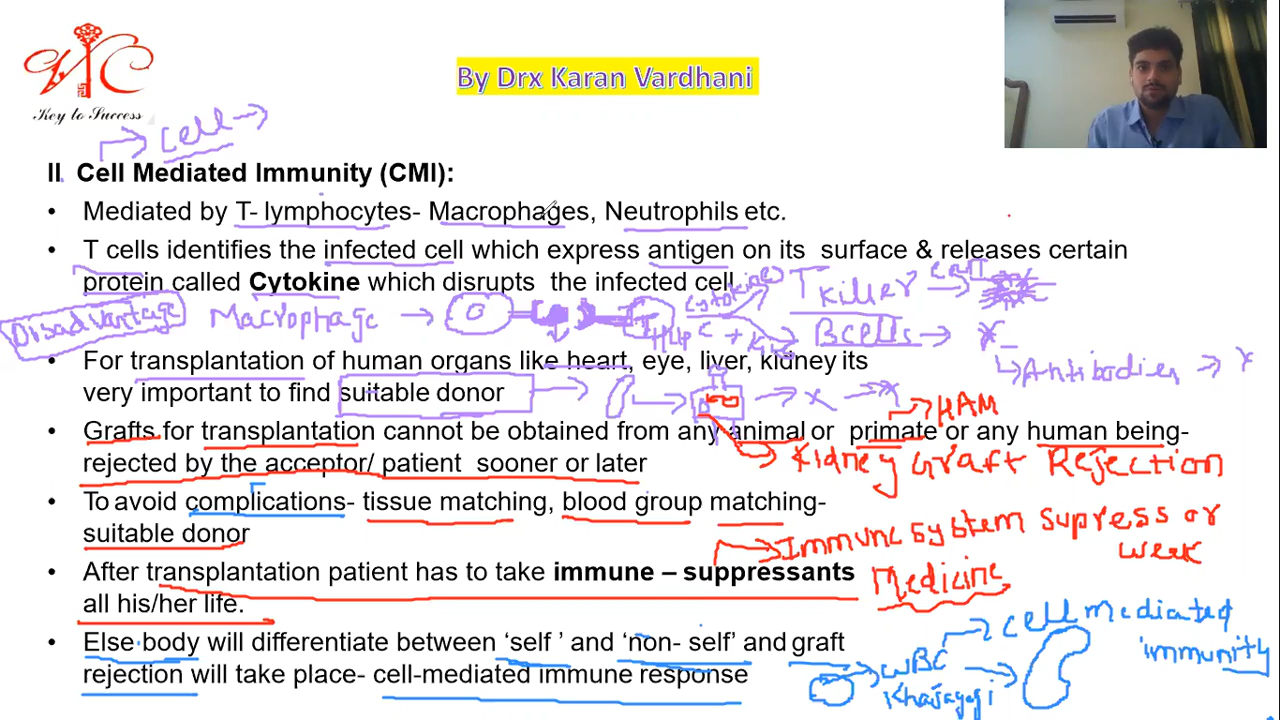 By Drx Karan Vardhani
Key to Success
cell
II. Cell Mediated Immunity (CMI):
• Mediated by T- lymphocytes- Macrophages, Neutrophils etc.
• T cells identifies the infected cell which express antigen on its surface & releases certain
protein called Cytokine which disrupts the infected cell.
Cytokine
T Killer cell
Disadvantage
Macrophage
B cells
Antibodies
• For transplantation of human organs like heart, eye, liver, kidney its
very important to find suitable donor
HAM
• Grafts for transplantation cannot be obtained from any animal or primate or any human being-
rejected by the acceptor/ patient sooner or later
Kidney Graft Rejection
• To avoid complications- tissue matching, blood group matching-
suitable donor
Immune system supress or
week
• After transplantation patient has to take immune – suppressants
all his/her life.
Medicine
• Else body will differentiate between ‘self ’ and ‘non- self’ and graft
rejection will take place- cell-mediated immune response
cell mediated
immunity
WBC
Khajayegi